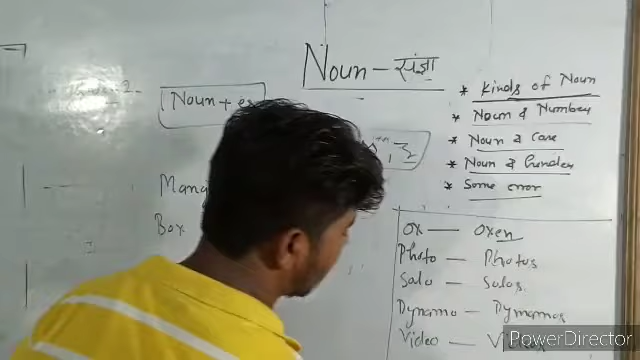 Noun – संज्ञा
Noun + es
* Kinds of Noun
* Noun & Number
* Noun & Case
* Noun & Gender
* Some error
Box
Ox — Oxen
Photo — Photos
Solo — Solos
Dynamo — Dynamos
Video —
PowerDirector